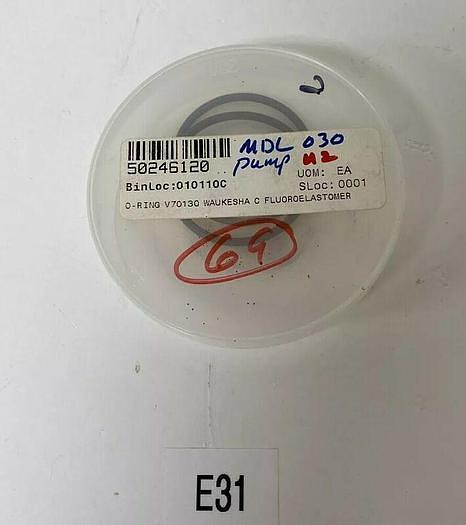 MDL 030
50246120 pump M2
UOM: EA
BinLoc:010110C SLoc: 0001
O-RING V70130 WAUKESHA C FLUOROELASTOMER
69
E31